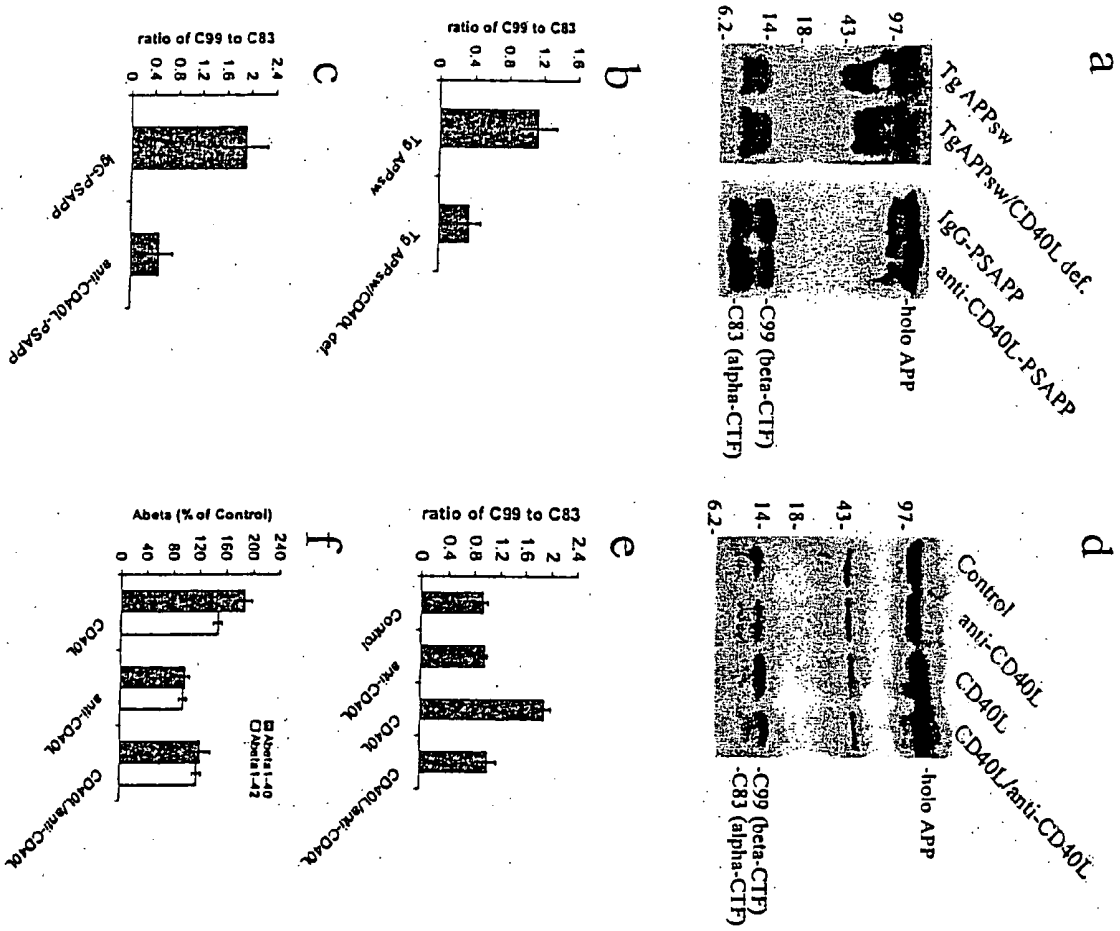 a
Tg APPsw
TgAPPsw/CD40L def.
IgG-PSAPP
anti-CD40L-PSAPP
97-
43-
18-
14-
6.2-
-holo APP
-C99 (beta-CTF)
-C83 (alpha-CTF)
b
ratio of C99 to C83
1.6
1.2
0.8
0.4
0
Tg APPsw
Tg APPsw/CD40L def.
c
ratio of C99 to C83
2.4
2
1.6
1.2
0.8
0.4
0
IgG-PSAPP
anti-CD40L-PSAPP
d
Control
anti-CD40L
CD40L
CD40L/anti-CD40L
97-
43-
18-
14-
6.2-
-holo APP
-C99 (beta-CTF)
-C83 (alpha-CTF)
e
ratio of C99 to C83
2.4
2
1.6
1.2
0.8
0.4
0
Control
anti-CD40L
CD40L
CD40L/anti-CD40L
f
Abeta (% of Control)
240
200
160
120
80
40
0
CD40L
anti-CD40L
CD40L/anti-CD40L
Abeta1-40
Abeta1-42